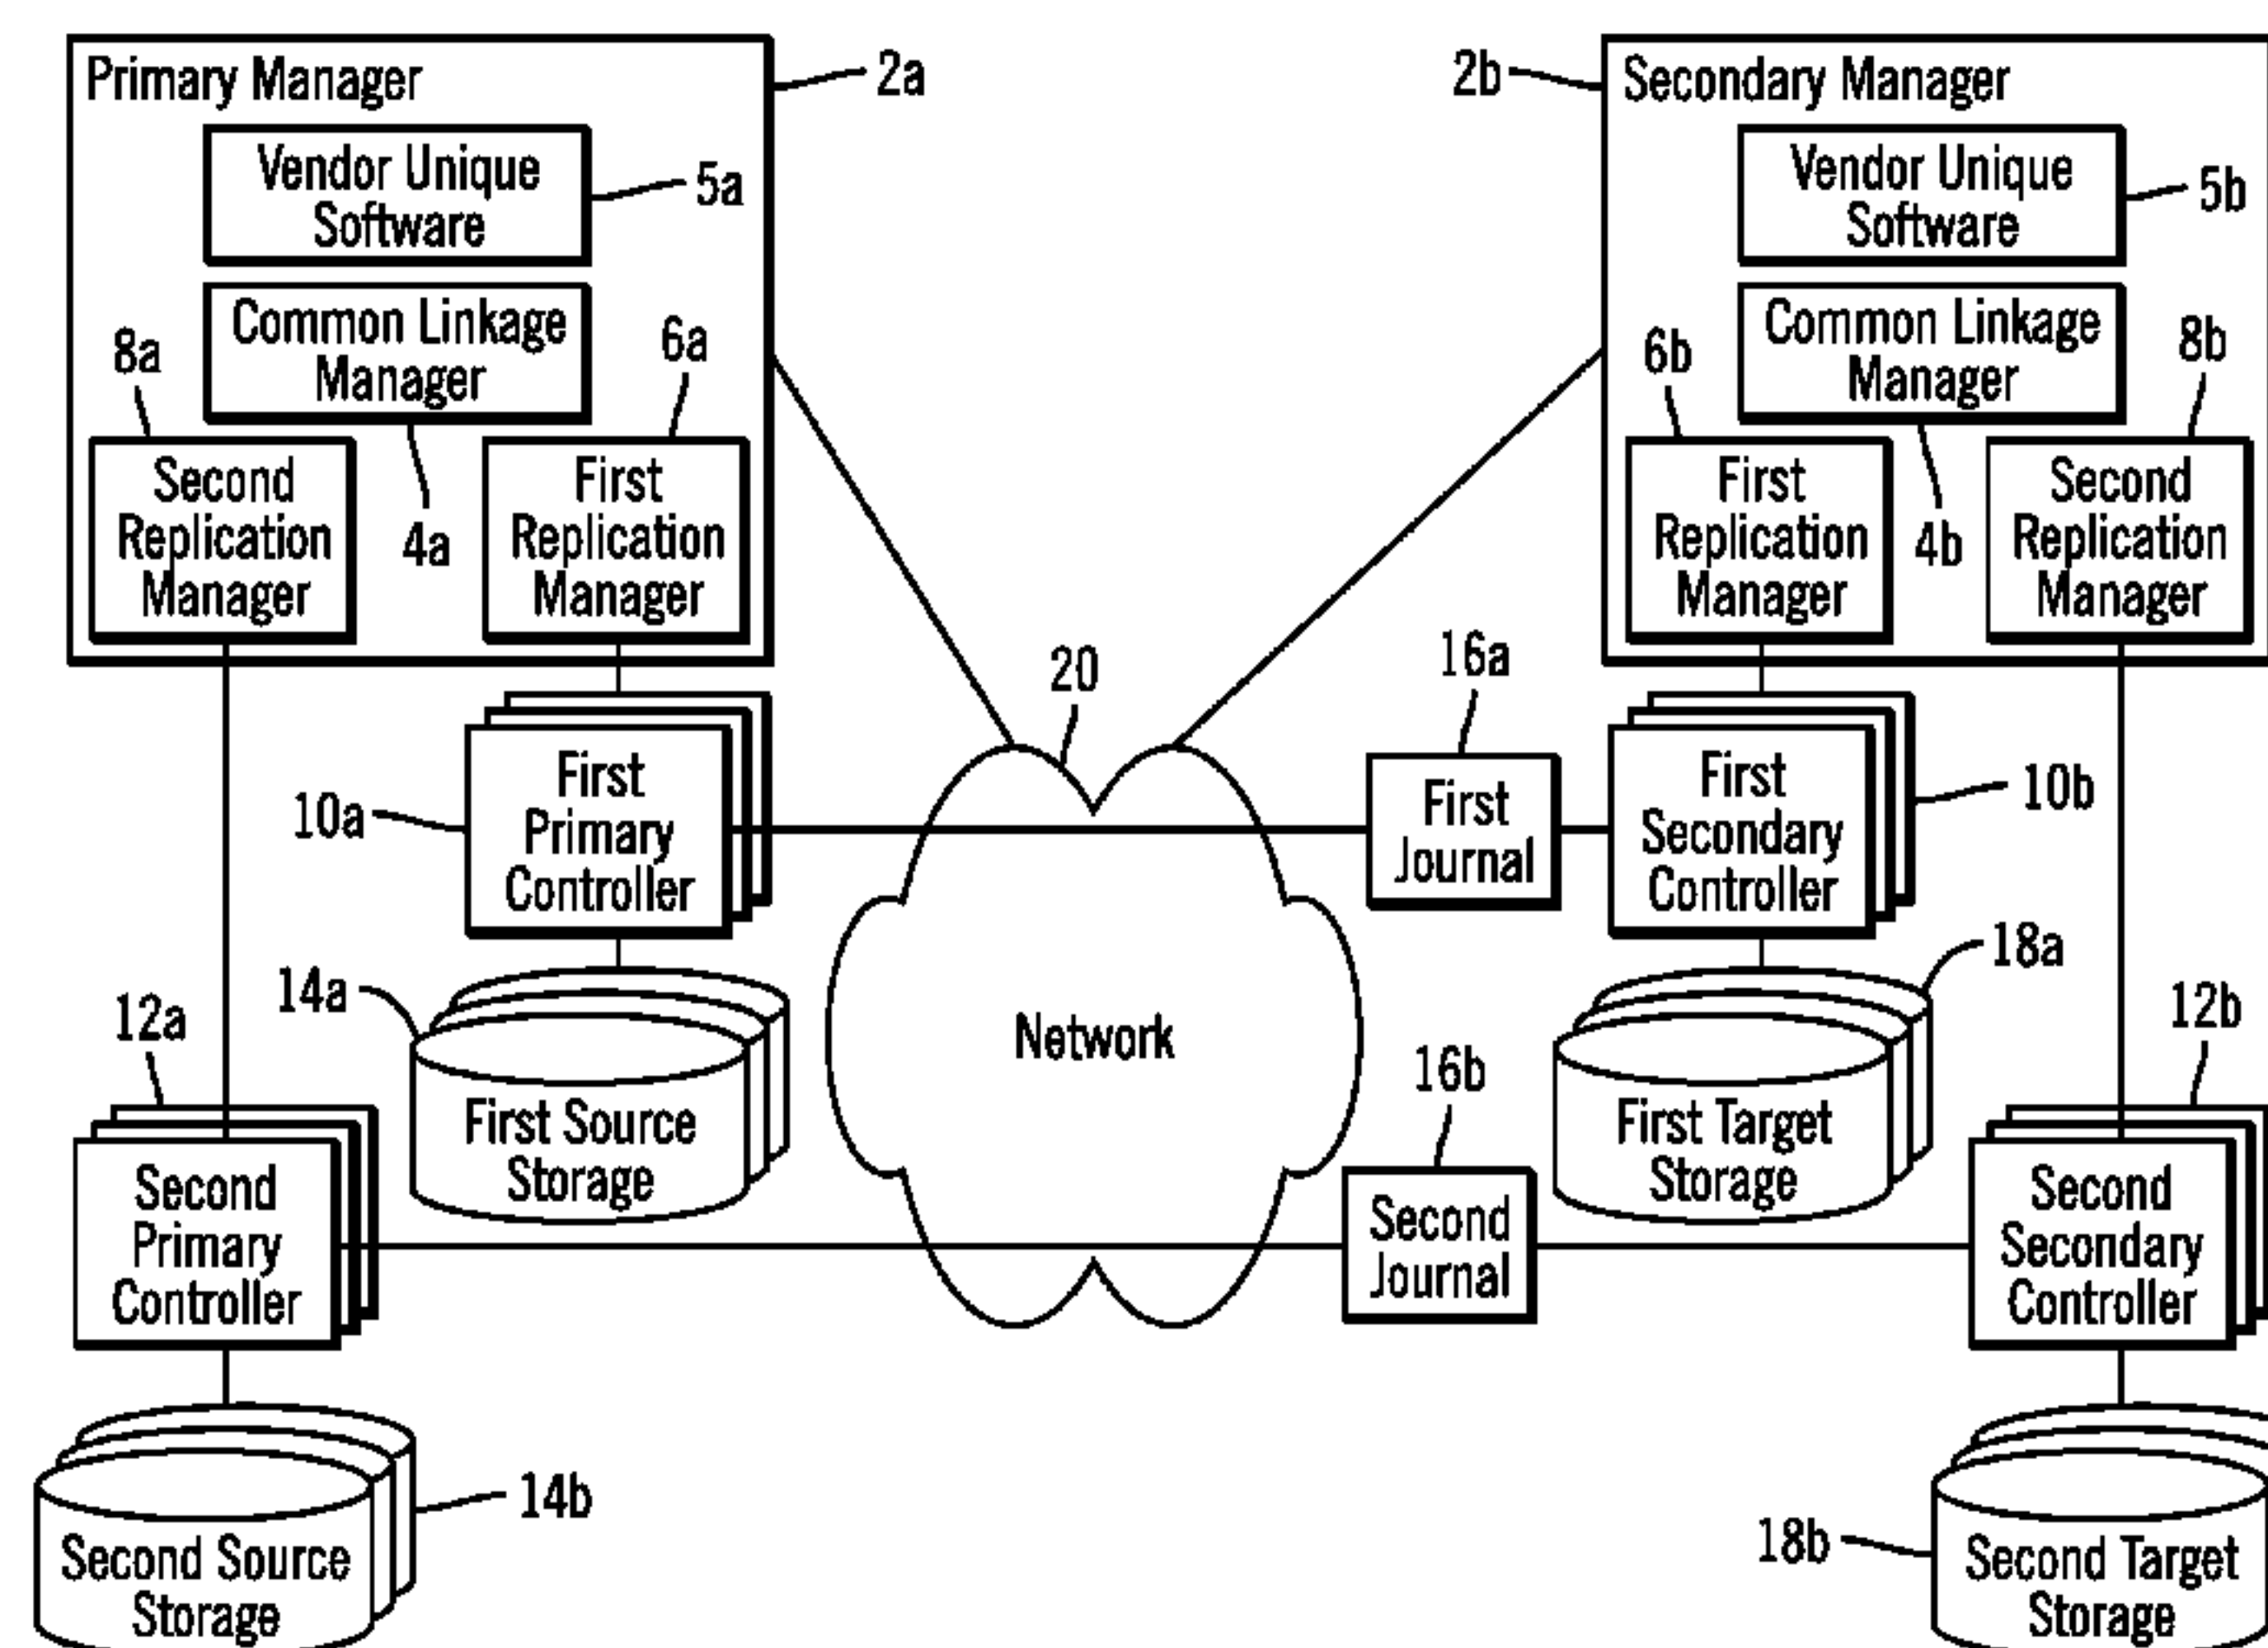 Primary Manager
2a
Vendor Unique
Software
5a
Common Linkage
Manager
8a
6a
Second
Replication
Manager
4a
First
Replication
Manager
2b
Secondary Manager
Vendor Unique
Software
5b
Common Linkage
Manager
6b
8b
First
Replication
Manager
4b
Second
Replication
Manager
20
16a
10a
First
Primary
Controller
First
Journal
First
Secondary
Controller
10b
14a
18a
12a
12b
First Source
Storage
Network
16b
First Target
Storage
Second
Primary
Controller
Second
Journal
Second
Secondary
Controller
14b
Second Source
Storage
18b
Second Target
Storage